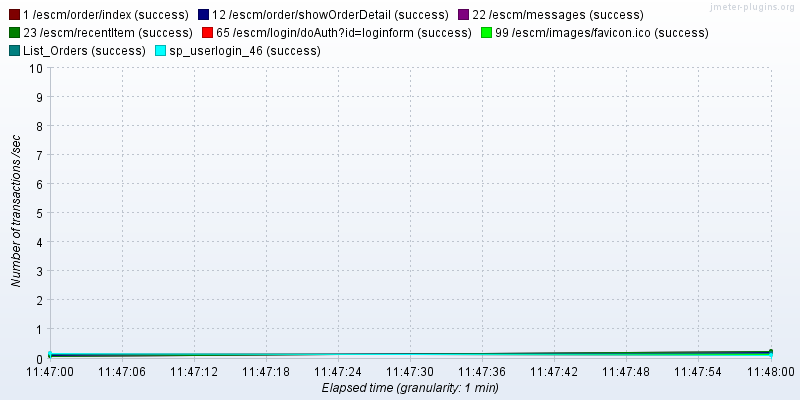 1 /escm/order/index (success) 12 /escm/order/showOrderDetail (success) 22 /escm/messages (success)
jmeter-plugins.org
23 /escm/recentItem (success) 65 /escm/login/doAuth?id=loginform (success) 99 /escm/images/favicon.ico (success)
List_Orders (success) sp_userlogin_46 (success)
10
9
8
7
6
5
4
3
2
1
0
Number of transactions /sec
11:47:00 11:47:06 11:47:12 11:47:18 11:47:24 11:47:30 11:47:36 11:47:42 11:47:48 11:47:54 11:48:00
Elapsed time (granularity: 1 min)